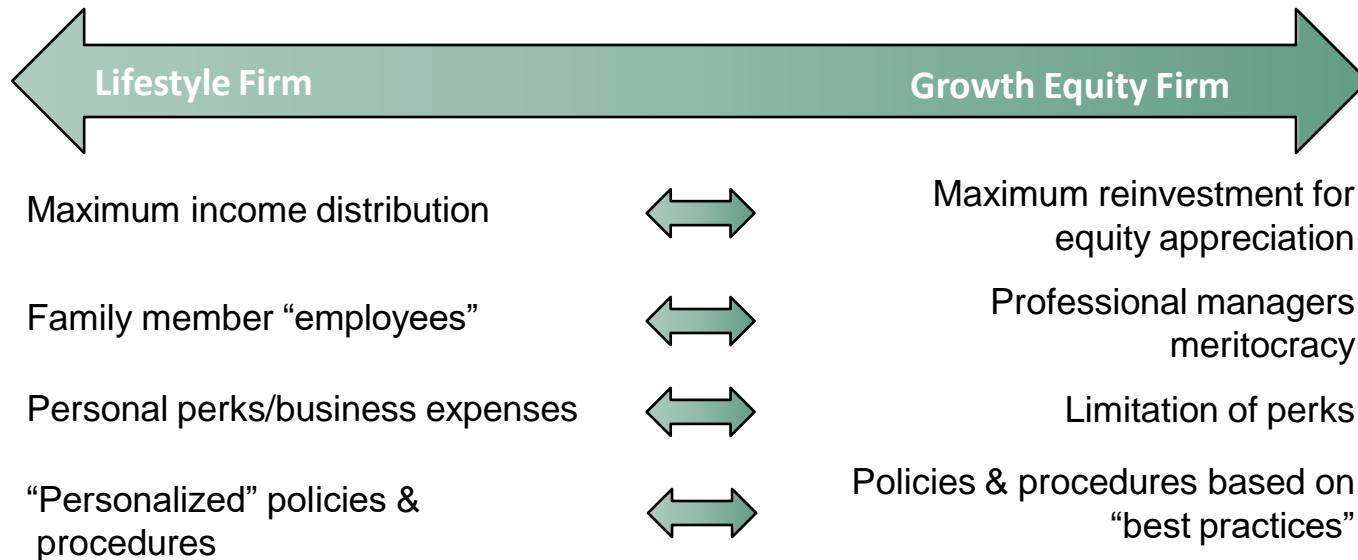 Lifestyle Firm
Growth Equity Firm
Maximum income distribution
Maximum reinvestment for
equity appreciation
Family member “employees”
Professional managers
meritocracy
Personal perks/business expenses
Limitation of perks
“Personalized” policies &
procedures
Policies & procedures based on
“best practices”